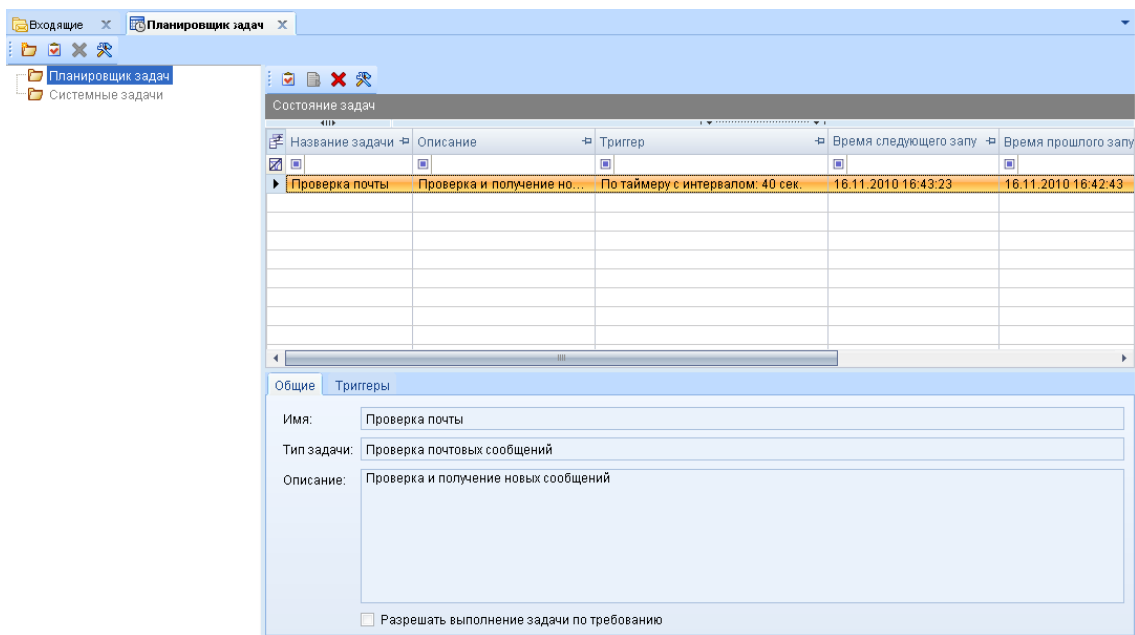 Входящие
Планировщик задач
Планировщик задач
Системные задачи
Состояние задач
Название задачи Описание Триггер Время следующего запу Время прошлого запу
Проверка почты Проверка и получение но... По таймеру с интервалом: 40 сек. 16.11.2010 16:43:23 16.11.2010 16:42:43
Общие Триггеры
Имя: Проверка почты
Тип задачи: Проверка почтовых сообщений
Описание: Проверка и получение новых сообщений
Разрешать выполнение задачи по требованию